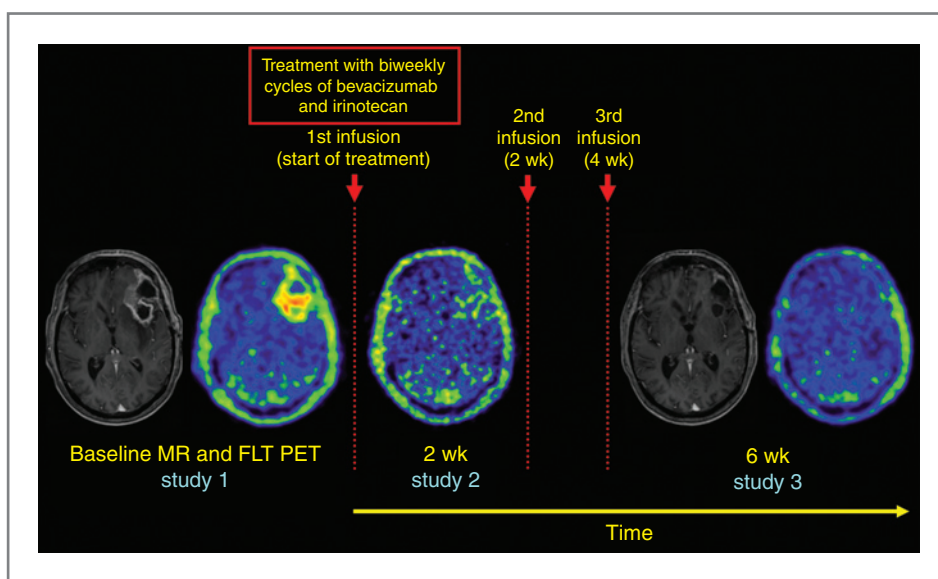 Treatment with biweekly
cycles of bevacizumab
and irinotecan
1st infusion
(start of treatment)
2nd
infusion
(2 wk)
3rd
infusion
(4 wk)
Baseline MR and FLT PET
study 1
2 wk
study 2
6 wk
study 3
Time